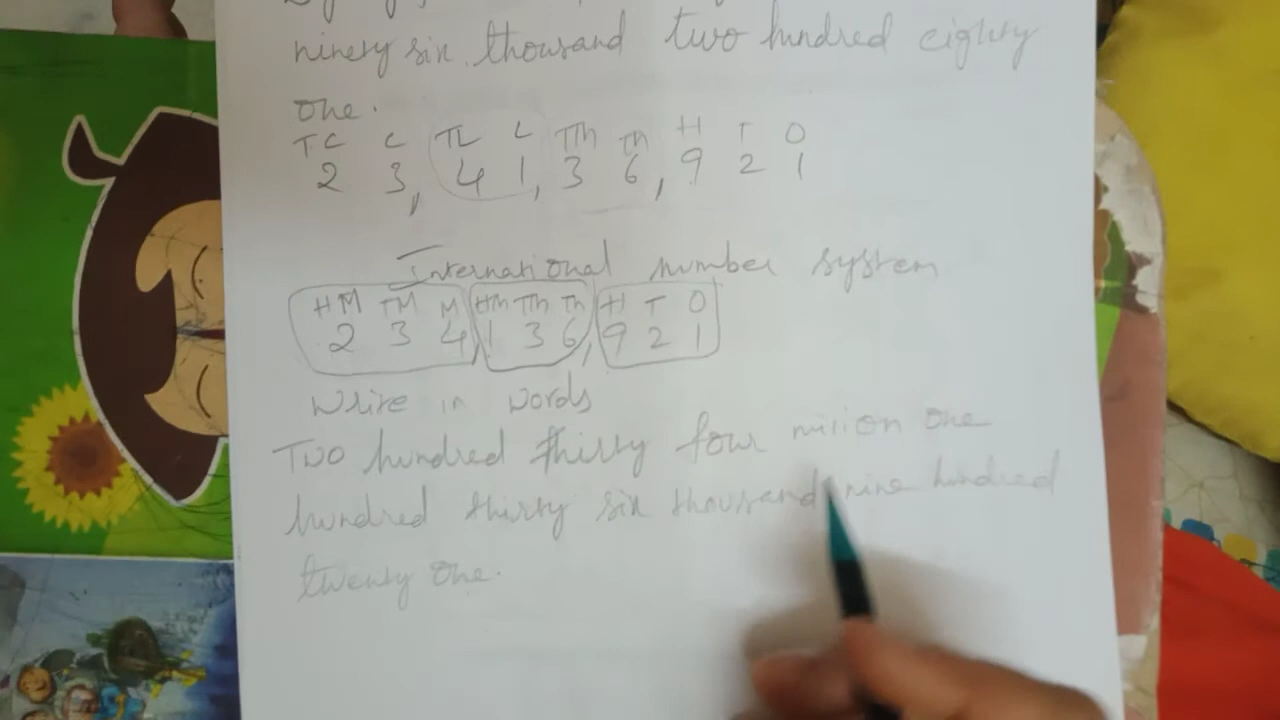 ninety six thousand two hundred eighty
one.
TC C TL L TTh Th H T O
2 3, 4 1, 3 6, 9 2 1
International number system
HM TM M HTh TTh Th H T O
2 3 4, 1 3 6, 9 2 1
Write in words
Two hundred thirty four million one
hundred thirty six thousand nine hundred
twenty one.